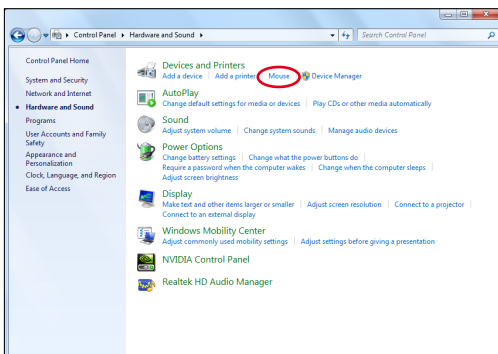 Control Panel ▸ Hardware and Sound ▸
Search Control Panel
Control Panel Home
System and Security
Network and Internet
Hardware and Sound
Programs
User Accounts and Family
Safety
Appearance and
Personalization
Clock, Language, and Region
Ease of Access
Devices and Printers
Add a device | Add a printer | Mouse | Device Manager
AutoPlay
Change default settings for media or devices | Play CDs or other media automatically
Sound
Adjust system volume | Change system sounds | Manage audio devices
Power Options
Change battery settings | Change what the power buttons do |
Require a password when the computer wakes | Change when the computer sleeps |
Adjust screen brightness
Display
Make text and other items larger or smaller | Adjust screen resolution | Connect to a projector |
Connect to an external display
Windows Mobility Center
Adjust commonly used mobility settings | Adjust settings before giving a presentation
NVIDIA Control Panel
Realtek HD Audio Manager